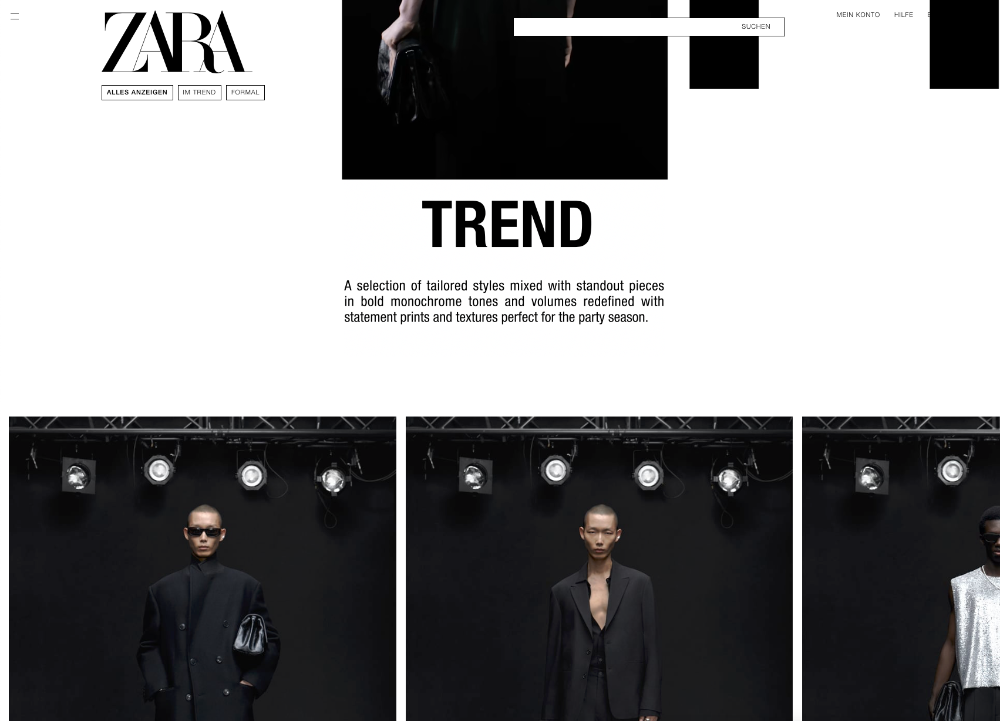 ZARA
SUCHEN
MEIN KONTO
HILFE
ALLES ANZEIGEN
IM TREND
FORMAL
TREND
A selection of tailored styles mixed with standout pieces
in bold monochrome tones and volumes redefined with
statement prints and textures perfect for the party season.